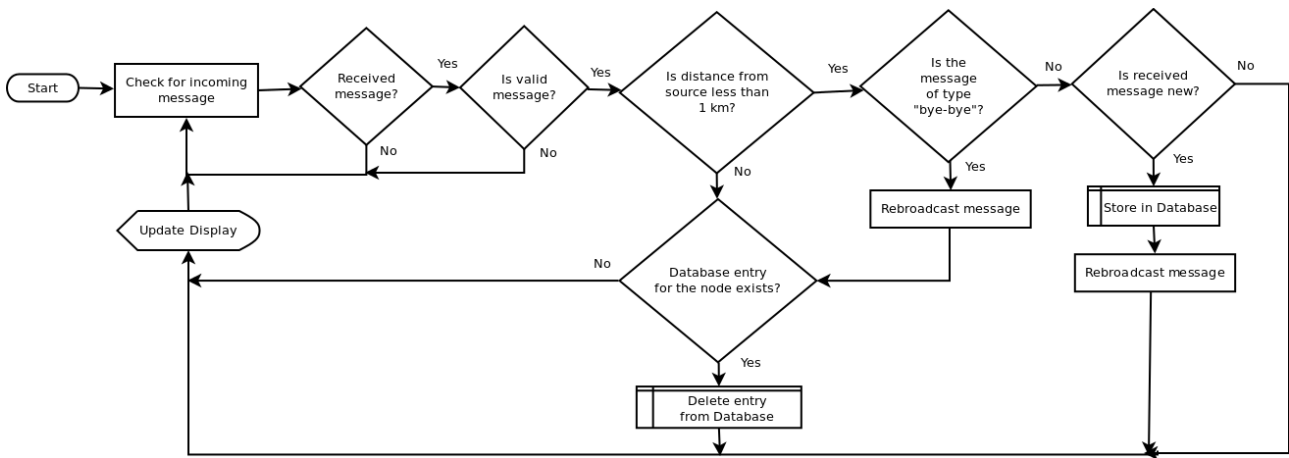 Start
Check for incoming
message
Received
message?
Yes
No
Is valid
message?
Yes
No
Is distance from
source less than
1 km?
Yes
No
Is the
message
of type
"bye-bye"?
No
Yes
Is received
message new?
No
Yes
Rebroadcast message
Store in Database
Rebroadcast message
Update Display
Database entry
for the node exists?
No
Yes
Delete entry
from Database